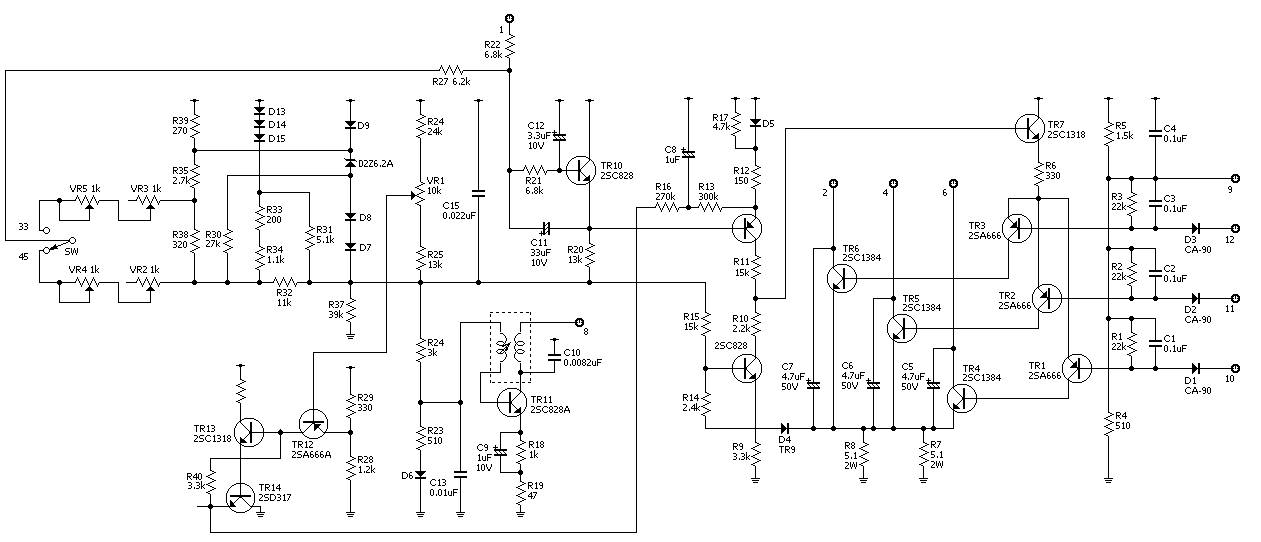 1
R22
6.8k
R27 6.2k
R39
270
D13
D14
D15
D9
R24
24k
C12
3.3uF
10V
TR10
2SC828
R21
6.8k
C8
1uF
R17
4.7k
D5
TR7
2SC1318
R5
1.5k
C4
0.1uF
R35
2.7k
D2Z6.2A
VR1
10k
C15
0.022uF
R16
270k
R13
300k
R12
150
R6
330
2
4
6
9
VR5 1k
VR3 1k
R33
200
D8
R3
22k
C3
0.1uF
33
45
SW
R38
320
R30
27k
R31
5.1k
R34
1.1k
D7
C11
33uF
10V
R20
13k
R25
13k
R11
15k
TR6
2SC1384
TR3
2SA666
D3
CA-90
12
VR4 1k
VR2 1k
R32
11k
R37
39k
R2
22k
C2
0.1uF
TR2
2SA666
D2
CA-90
11
R15
15k
R10
2.2k
TR5
2SC1384
8
R24
3k
C10
0.0082uF
2SC828
R1
22k
C1
0.1uF
TR1
2SA666
D1
CA-90
10
C7
4.7uF
50V
C6
4.7uF
50V
C5
4.7uF
50V
TR4
2SC1384
R14
2.4k
TR11
2SC828A
R29
330
TR13
2SC1318
TR12
2SA666A
R23
510
C9
1uF
10V
R18
1k
R9
3.3k
D4
TR9
R8
5.1
2W
R7
5.1
2W
R4
510
R28
1.2k
D6
C13
0.01uF
R19
47
R40
3.3k
TR14
2SD317